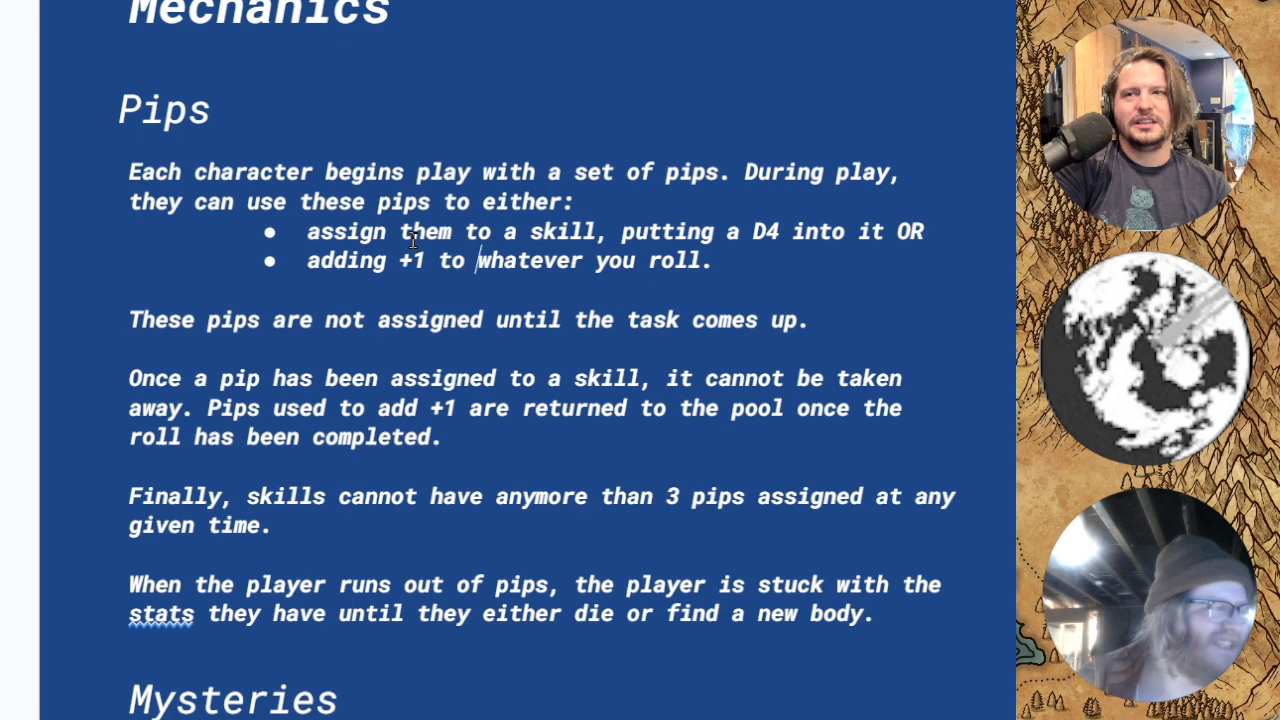 Mechanics
Pips
Each character begins play with a set of pips. During play,
they can use these pips to either:
● assign them to a skill, putting a D4 into it OR
● adding +1 to whatever you roll.
These pips are not assigned until the task comes up.
Once a pip has been assigned to a skill, it cannot be taken
away. Pips used to add +1 are returned to the pool once the
roll has been completed.
Finally, skills cannot have anymore than 3 pips assigned at any
given time.
When the player runs out of pips, the player is stuck with the
stats they have until they either die or find a new body.
Mysteries